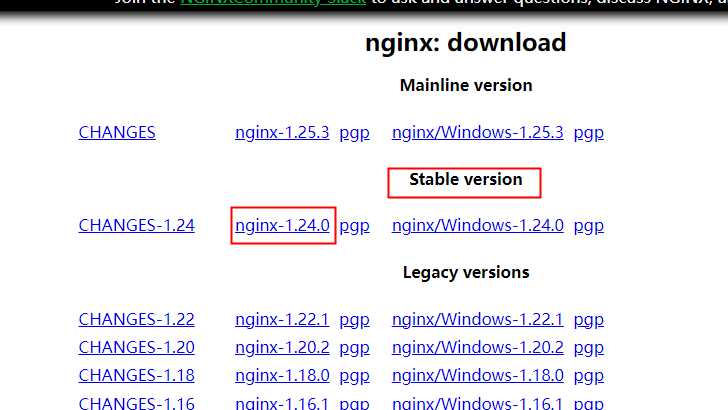 Join the NGINXCommunity Slack to ask and answer questions, discuss NGINX, a
nginx: download
Mainline version
CHANGES nginx-1.25.3 pgp nginx/Windows-1.25.3 pgp
Stable version
CHANGES-1.24 nginx-1.24.0 pgp nginx/Windows-1.24.0 pgp
Legacy versions
CHANGES-1.22 nginx-1.22.1 pgp nginx/Windows-1.22.1 pgp
CHANGES-1.20 nginx-1.20.2 pgp nginx/Windows-1.20.2 pgp
CHANGES-1.18 nginx-1.18.0 pgp nginx/Windows-1.18.0 pgp
CHANGES-1.16 nginx-1.16.1 pgp nginx/Windows-1.16.1 pgp